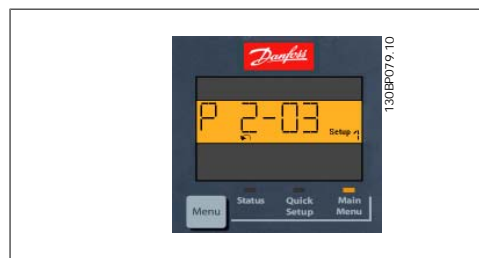 Danfoss
P 2-03
Setup 1
Status Quick Setup Main Menu
Menu
130BP079.10